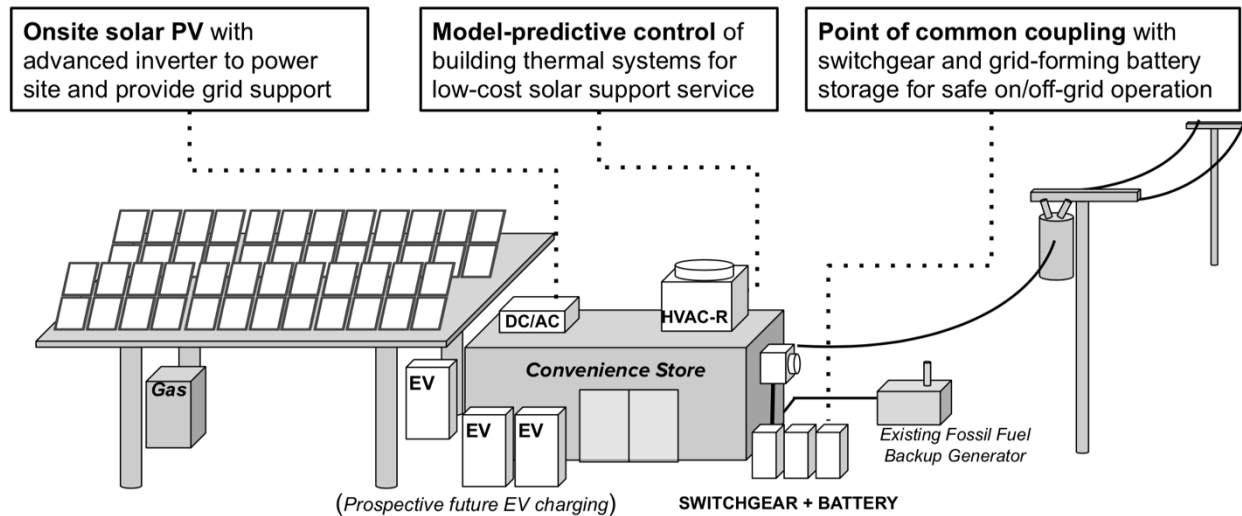 Onsite solar PV with
advanced inverter to power
site and provide grid support
Model-predictive control of
building thermal systems for
low-cost solar support service
Point of common coupling with
switchgear and grid-forming battery
storage for safe on/off-grid operation
DC/AC
HVAC-R
Convenience Store
Gas
EV
EV
EV
Existing Fossil Fuel
Backup Generator
(Prospective future EV charging)
SWITCHGEAR + BATTERY